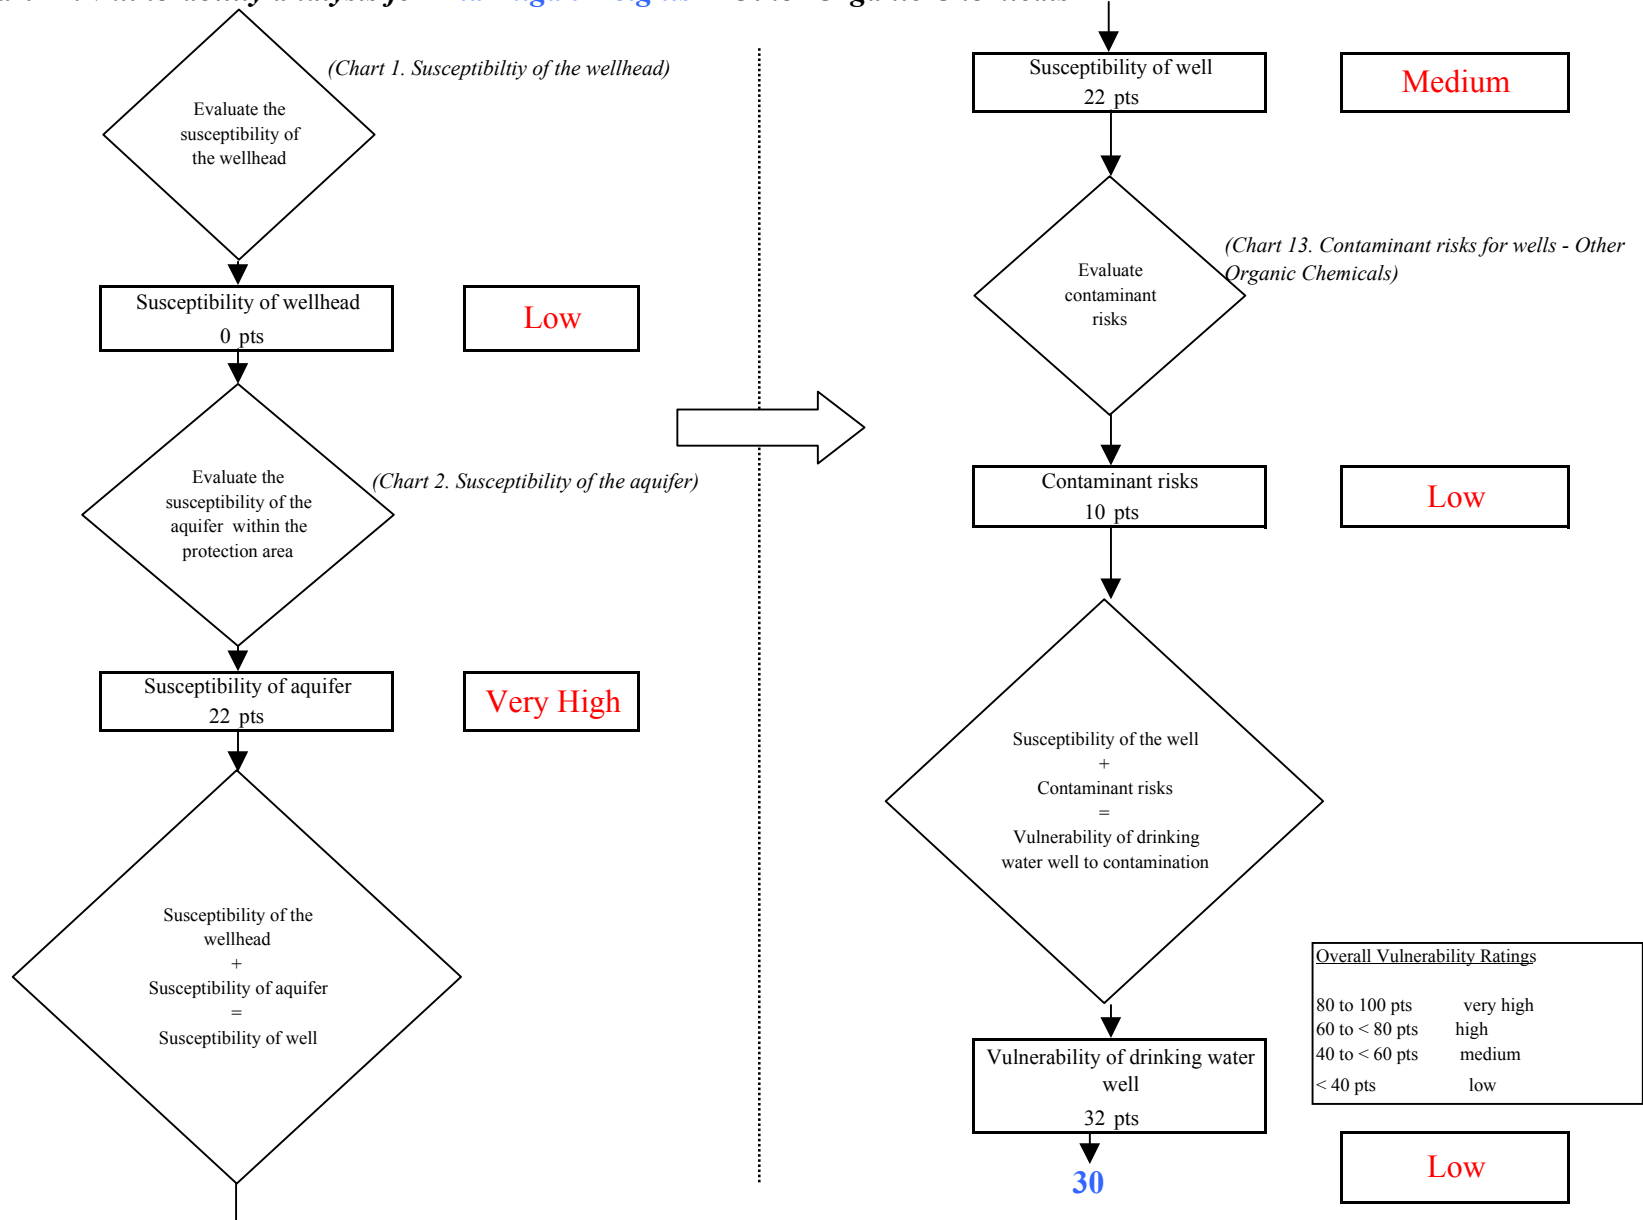 Evaluate the
susceptibility of
the wellhead
(Chart 1. Susceptibiltiy of the wellhead)
Susceptibility of wellhead
0 pts
Low
Evaluate the
susceptibility of the
aquifer within the
protection area
(Chart 2. Susceptibility of the aquifer)
Susceptibility of aquifer
22 pts
Very High
Susceptibility of the
wellhead
+
Susceptibility of aquifer
=
Susceptibility of well
Susceptibility of well
22 pts
Medium
Evaluate
contaminant
risks
(Chart 13. Contaminant risks for wells - Other
Organic Chemicals)
Contaminant risks
10 pts
Low
Susceptibility of the well
+
Contaminant risks
=
Vulnerability of drinking
water well to contamination
Overall Vulnerability Ratings
80 to 100 pts very high
60 to < 80 pts high
40 to < 60 pts medium
< 40 pts low
Vulnerability of drinking water
well
32 pts
30
Low